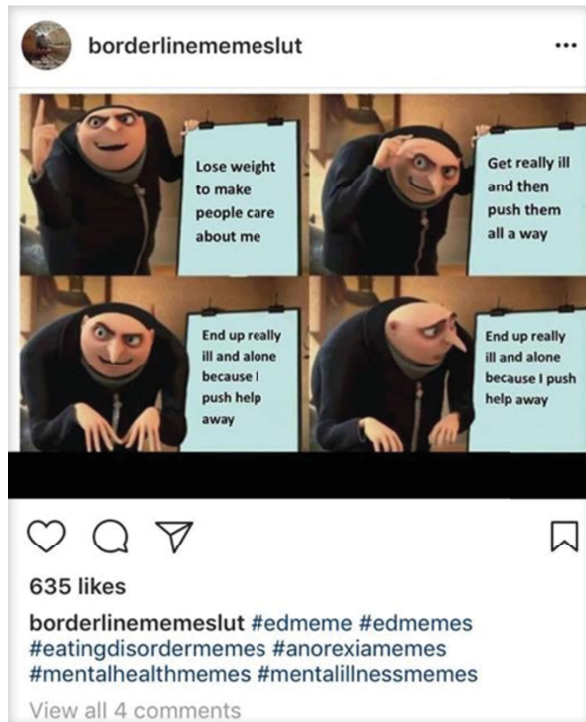 borderlinememeslut
Lose weight
to make
people care
about me
Get really ill
and then
push them
all a way
End up really
ill and alone
because I
push help
away
End up really
ill and alone
because I push
help away
635 likes
borderlinememeslut #edmeme #edmemes
#eatingdisordermemes #anorexiamemes
#mentalhealthmemes #mentalillnessmemes
View all 4 comments